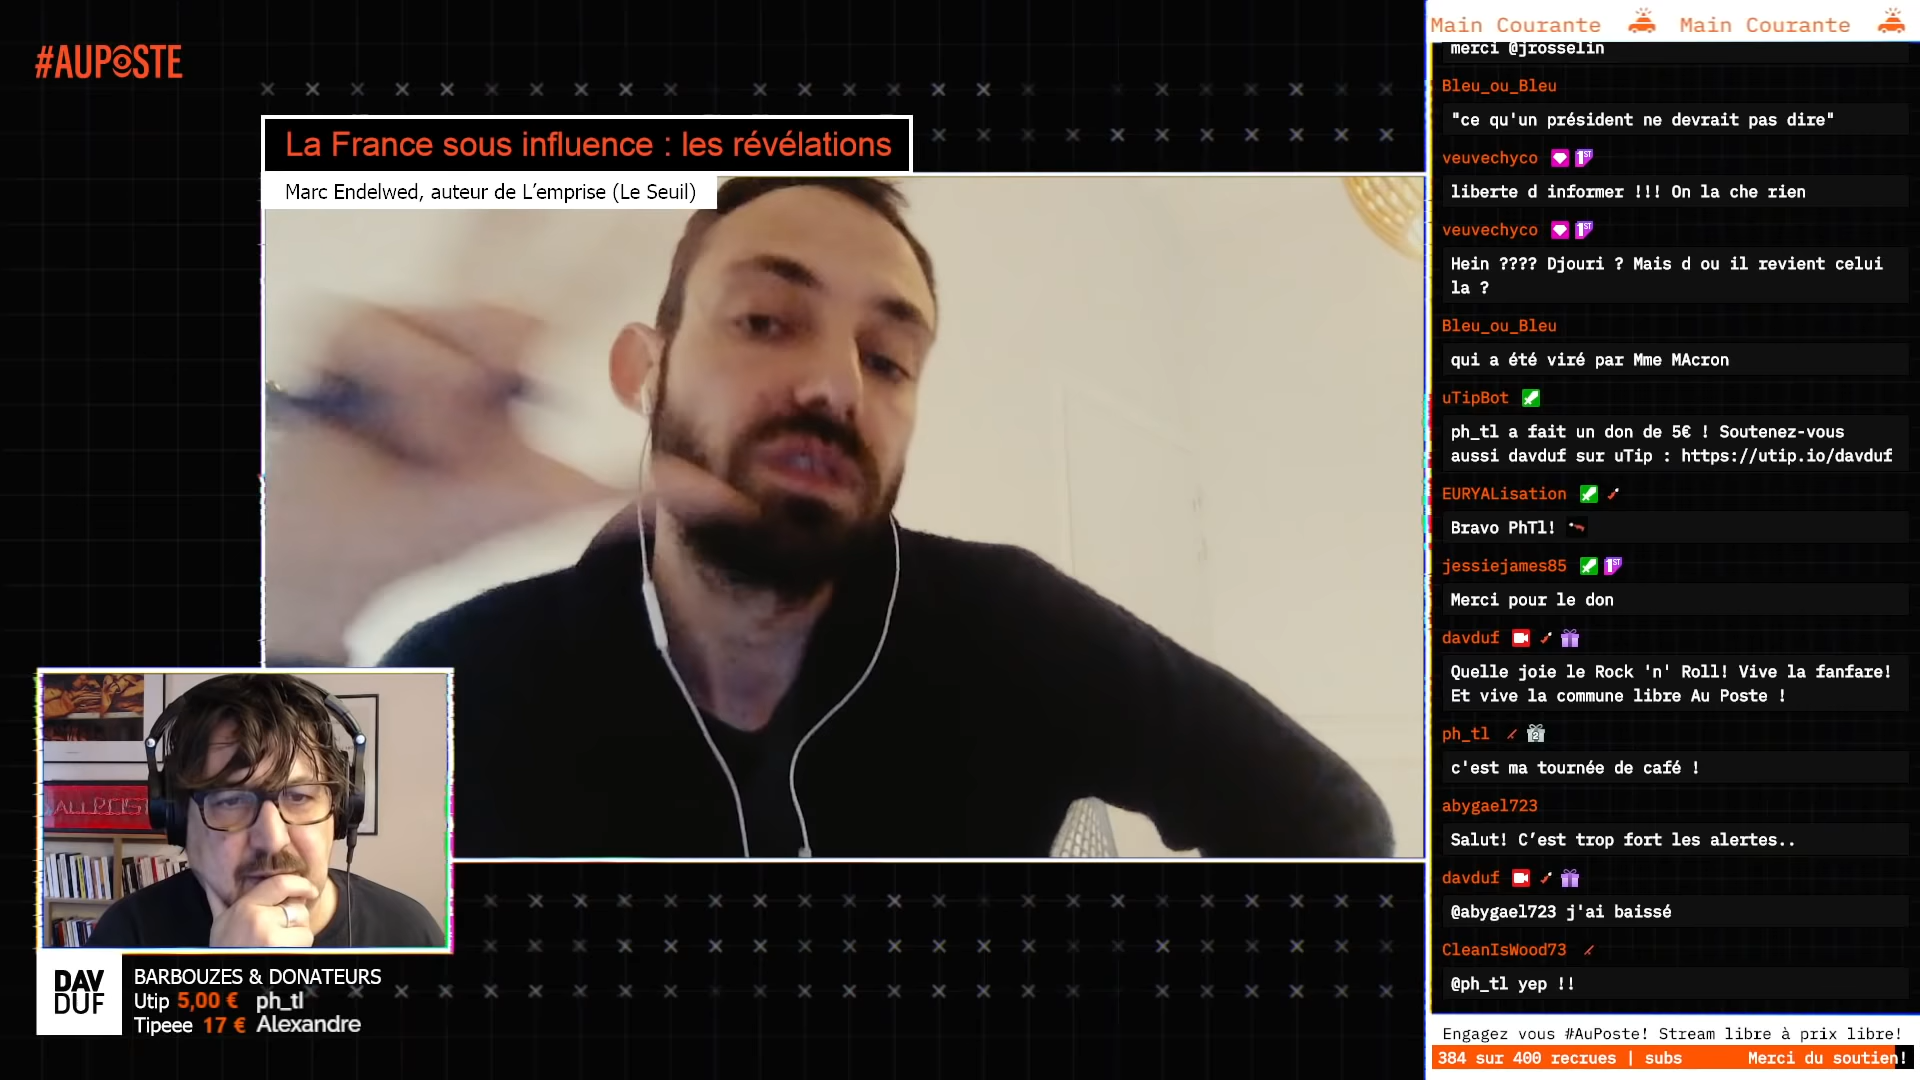 #AUPOSTE
La France sous influence : les révélations
Marc Endelwed, auteur de L’emprise (Le Seuil)
DAV
DUF
BARBOUZES & DONATEURS
Utip 5,00 € ph_tl
Tipeee 17 € Alexandre
Main Courante Main Courante
merci @jrosselin
Bleu_ou_Bleu
"ce qu'un président ne devrait pas dire"
veuvechyco 1ST
liberte d informer !!! On la che rien
veuvechyco 1ST
Hein ???? Djouri ? Mais d ou il revient celui
la ?
Bleu_ou_Bleu
qui a été viré par Mme MAcron
uTipBot
ph_tl a fait un don de 5€ ! Soutenez-vous
aussi davduf sur uTip : https://utip.io/davduf
EURYALisation
Bravo PhTl!
jessiejames85 1ST
Merci pour le don
davduf
Quelle joie le Rock 'n' Roll! Vive la fanfare!
Et vive la commune libre Au Poste !
ph_tl 2
c'est ma tournée de café !
abygael723
Salut! C’est trop fort les alertes..
davduf
@abygael723 j'ai baissé
CleanIsWood73
@ph_tl yep !!
Engagez vous #AuPoste! Stream libre à prix libre!
384 sur 400 recrues | subs Merci du soutien!